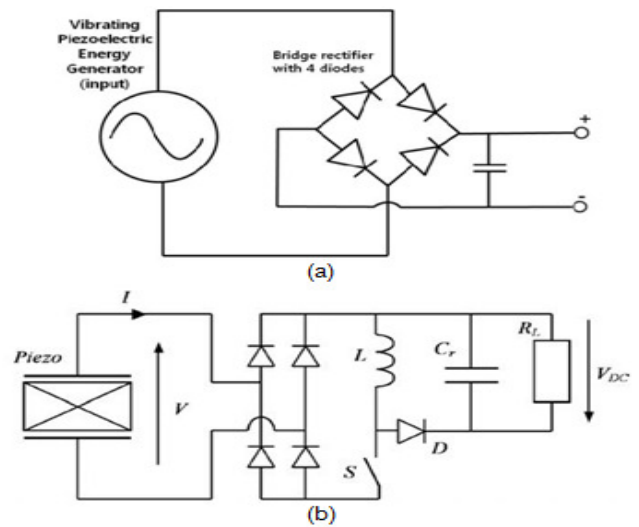 Vibrating
Piezoelectric
Energy
Generator
(input)
Bridge rectifier
with 4 diodes
+
-
(a)
I
Piezo
V
L
C_r
R_L
V_DC
S
D
(b)